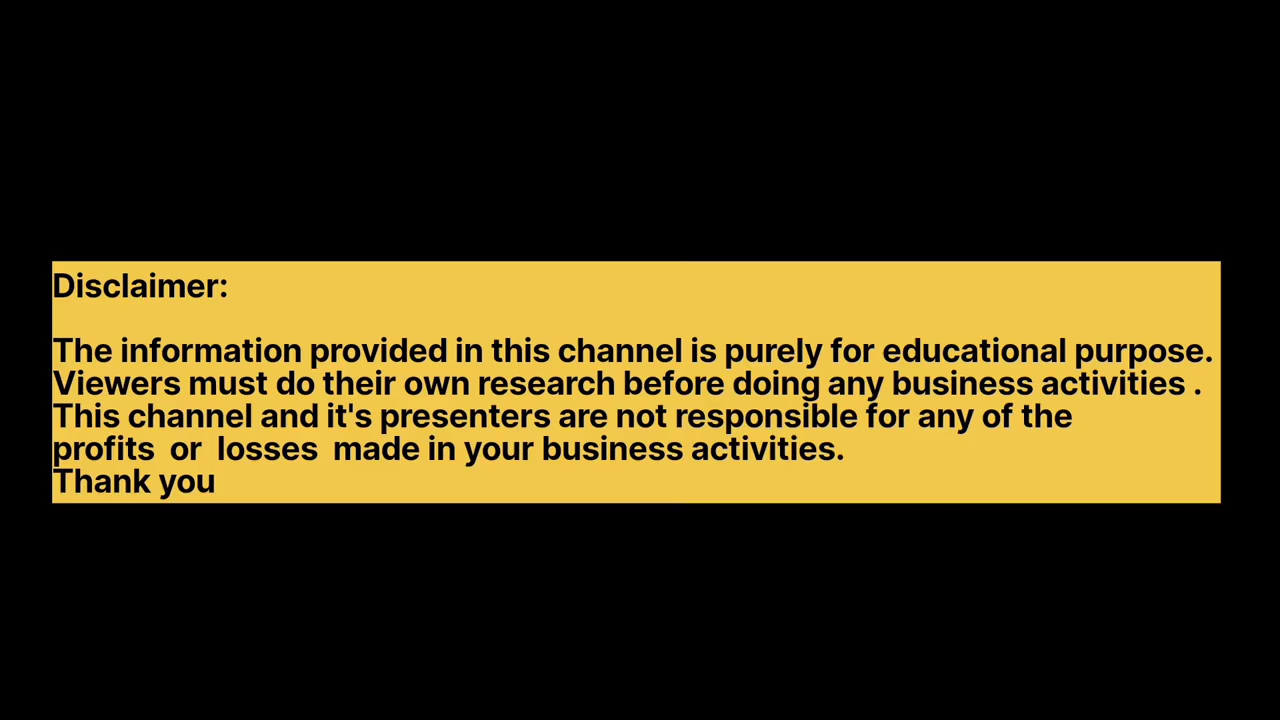 Disclaimer:
The information provided in this channel is purely for educational purpose.
Viewers must do their own research before doing any business activities .
This channel and it's presenters are not responsible for any of the
profits  or  losses  made in your business activities.
Thank you